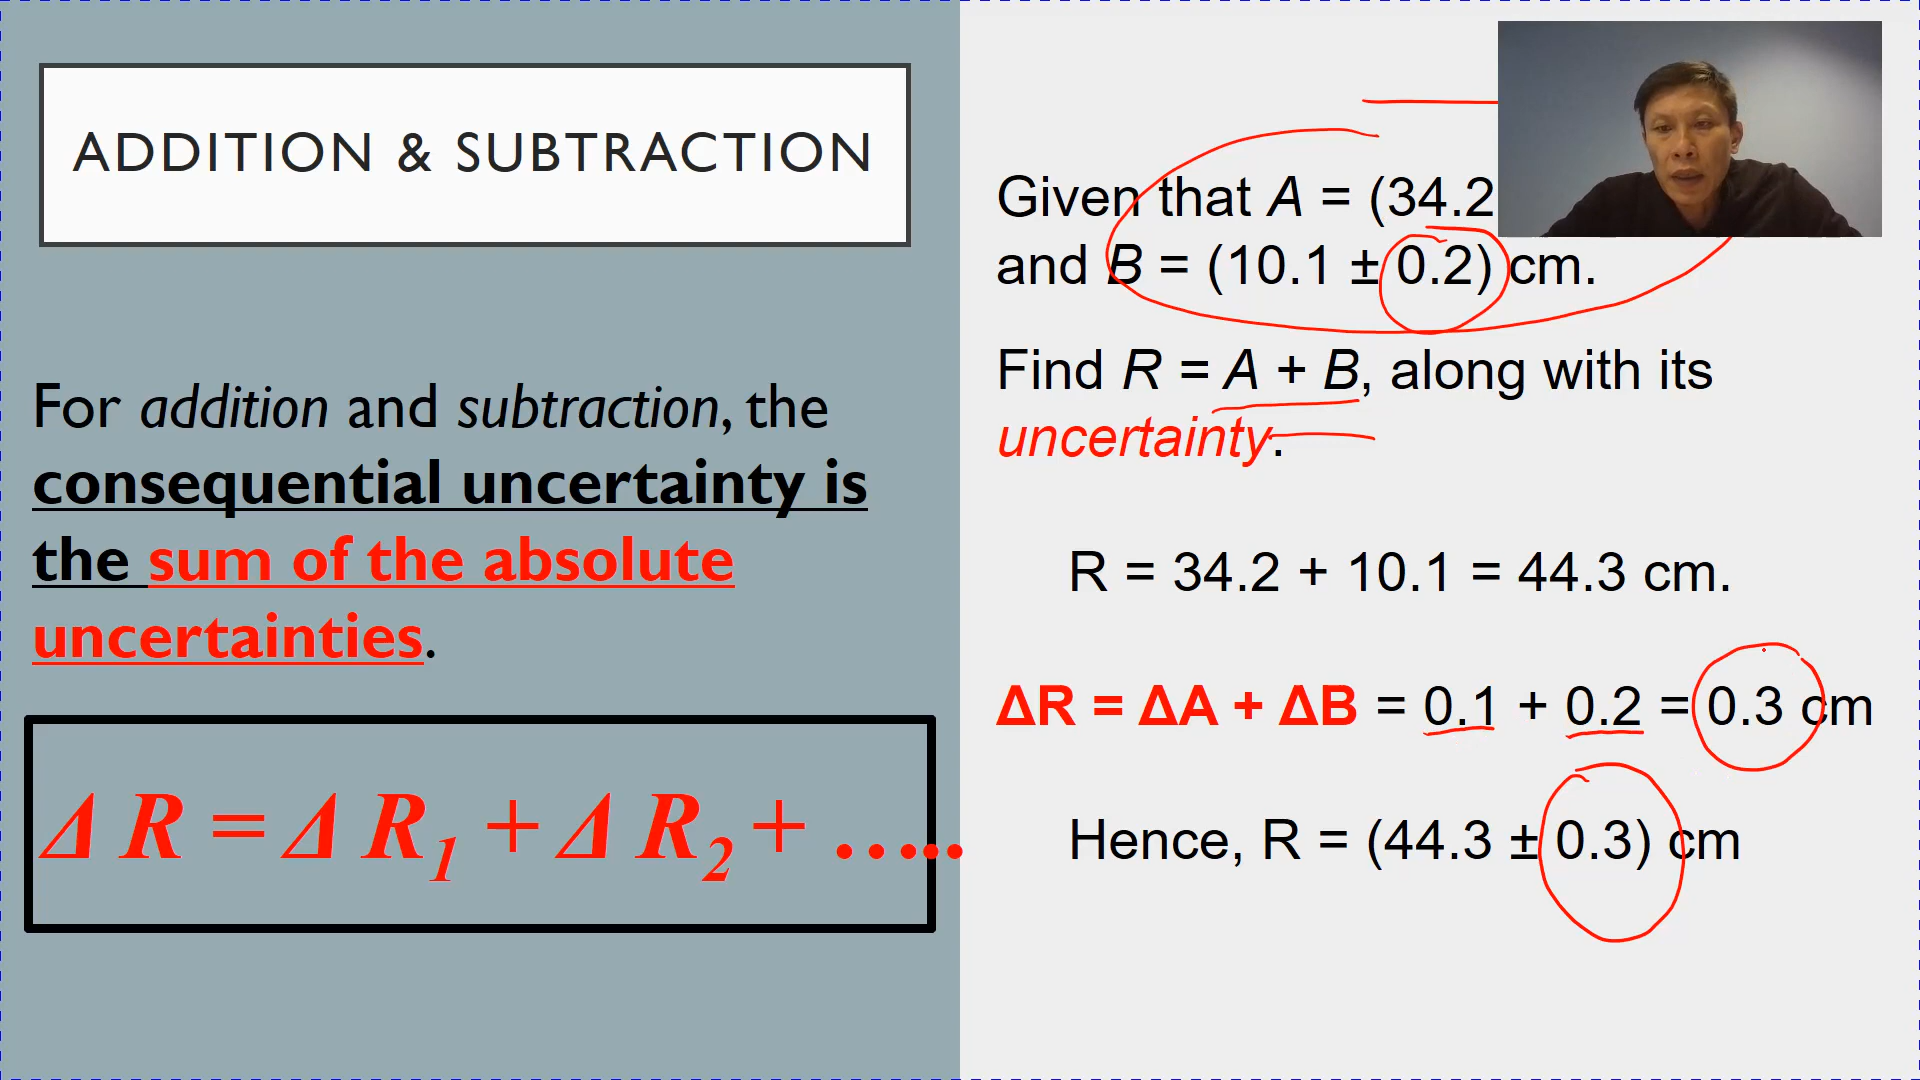 ADDITION & SUBTRACTION
For addition and subtraction, the
consequential uncertainty is
the sum of the absolute
uncertainties.
Δ R = Δ R₁ + Δ R₂ + …..
Given that A = (34.2
and B = (10.1 ± 0.2) cm.
Find R = A + B, along with its
uncertainty.
R = 34.2 + 10.1 = 44.3 cm.
ΔR = ΔA + ΔB = 0.1 + 0.2 = 0.3 cm
Hence, R = (44.3 ± 0.3) cm